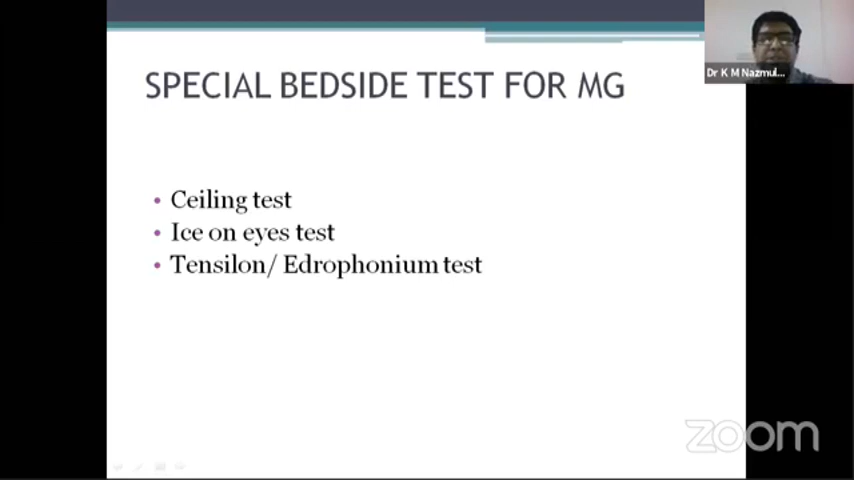 SPECIAL BEDSIDE TEST FOR MG
Dr K M Nazmul...
• Ceiling test
• Ice on eyes test
• Tensilon/ Edrophonium test
zoom